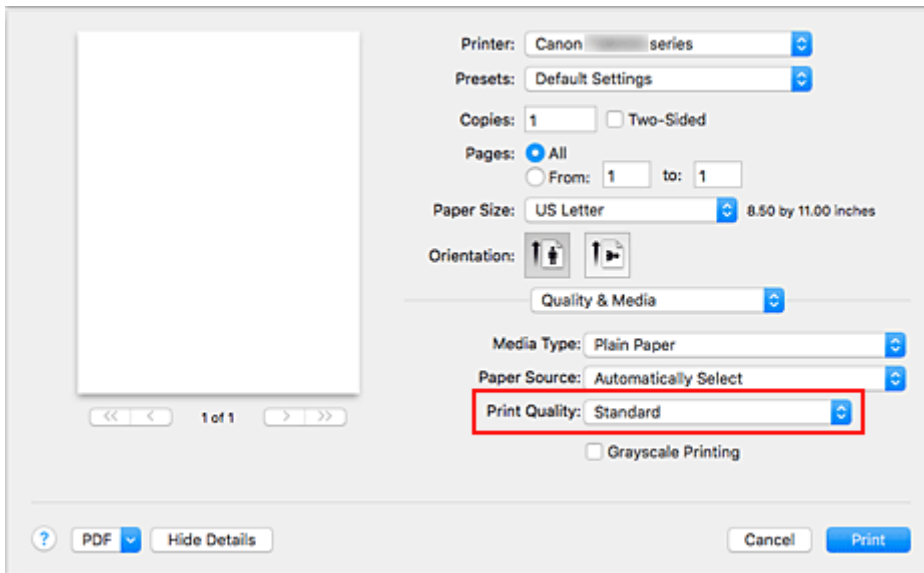 Printer: Canon series
Presets: Default Settings
Copies: 1 Two-Sided
Pages: All
From: 1 to: 1
Paper Size: US Letter 8.50 by 11.00 inches
Orientation:
Quality & Media
Media Type: Plain Paper
Paper Source: Automatically Select
Print Quality: Standard
Grayscale Printing
<< < 1 of 1 > >>
? PDF Hide Details Cancel Print